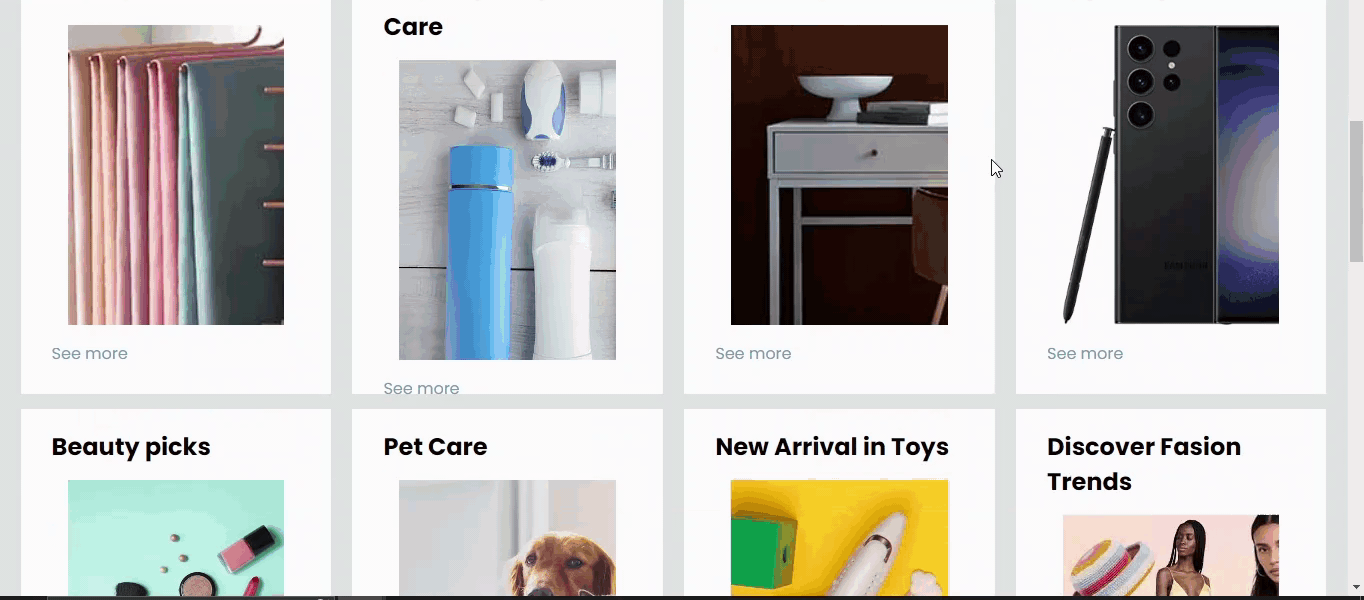 Care
See more
See more
See more
See more
Beauty picks
Pet Care
New Arrival in Toys
Discover Fasion
Trends